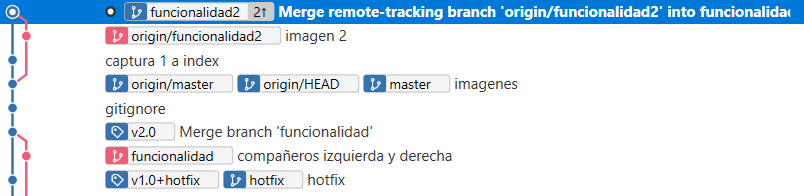 funcionalidad2 2↑ Merge remote-tracking branch 'origin/funcionalidad2' into funcionalidad
origin/funcionalidad2 imagen 2
captura 1 a index
origin/master origin/HEAD master imagenes
gitignore
v2.0 Merge branch 'funcionalidad'
funcionalidad compañeros izquierda y derecha
v1.0+hotfix hotfix hotfix